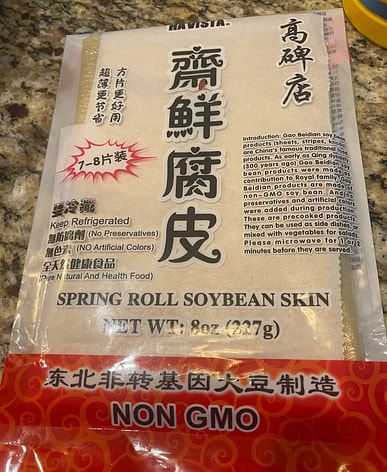 HAVISTA.
高碑店
齋鮮腐皮
方片更好用
超薄更节省
7-8片装
要冷藏
Keep Refrigerated
無防腐劑 (No Preservatives)
無色素 (NO Artificial Colors)
全天然健康食品
(Pure Natural And Health Food)
Introduction: Gao Beidian soy
products (sheets, stripes,
are China's famous traditional
products. As early as Qing
(300 years ago) Gao Beidian
bean products were made
contribution to Royal family.
Beidian products are made
non-GMO soy bean. And
preservatives and artificial
were added during production.
These are precooked products
They can be used as side dishes, or
mixed with vegetables for salads.
Please microwave for 1 or 2
minutes before they are served.
SPRING ROLL SOYBEAN SKIN
NET WT: 8oz (227g)
东北非转基因大豆制造
NON GMO